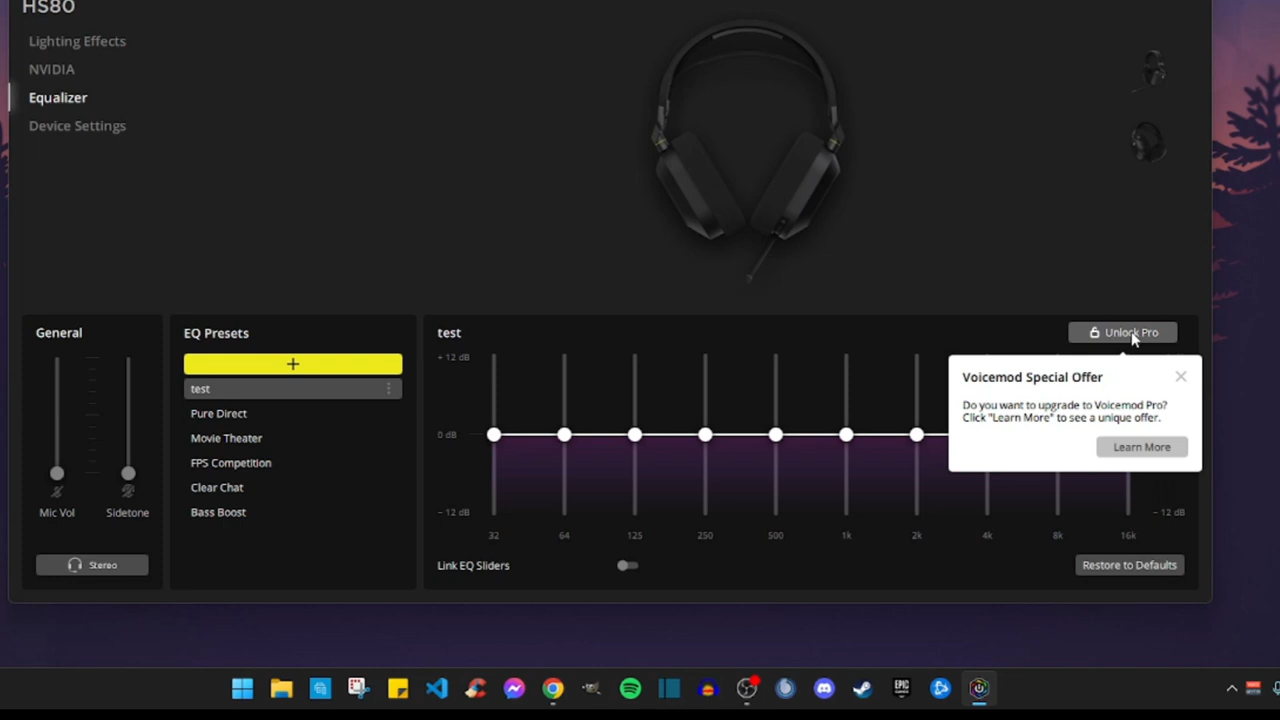 HS80
Lighting Effects
NVIDIA
Equalizer
Device Settings
General
Mic Vol
Sidetone
Stereo
EQ Presets
+
test
Pure Direct
Movie Theater
FPS Competition
Clear Chat
Bass Boost
test
Unlock Pro
+ 12 dB
0 dB
− 12 dB
− 12 dB
32 64 125 250 500 1k 2k 4k 8k 16k
Voicemod Special Offer
Do you want to upgrade to Voicemod Pro?
Click "Learn More" to see a unique offer.
Learn More
Link EQ Sliders
Restore to Defaults
EPIC